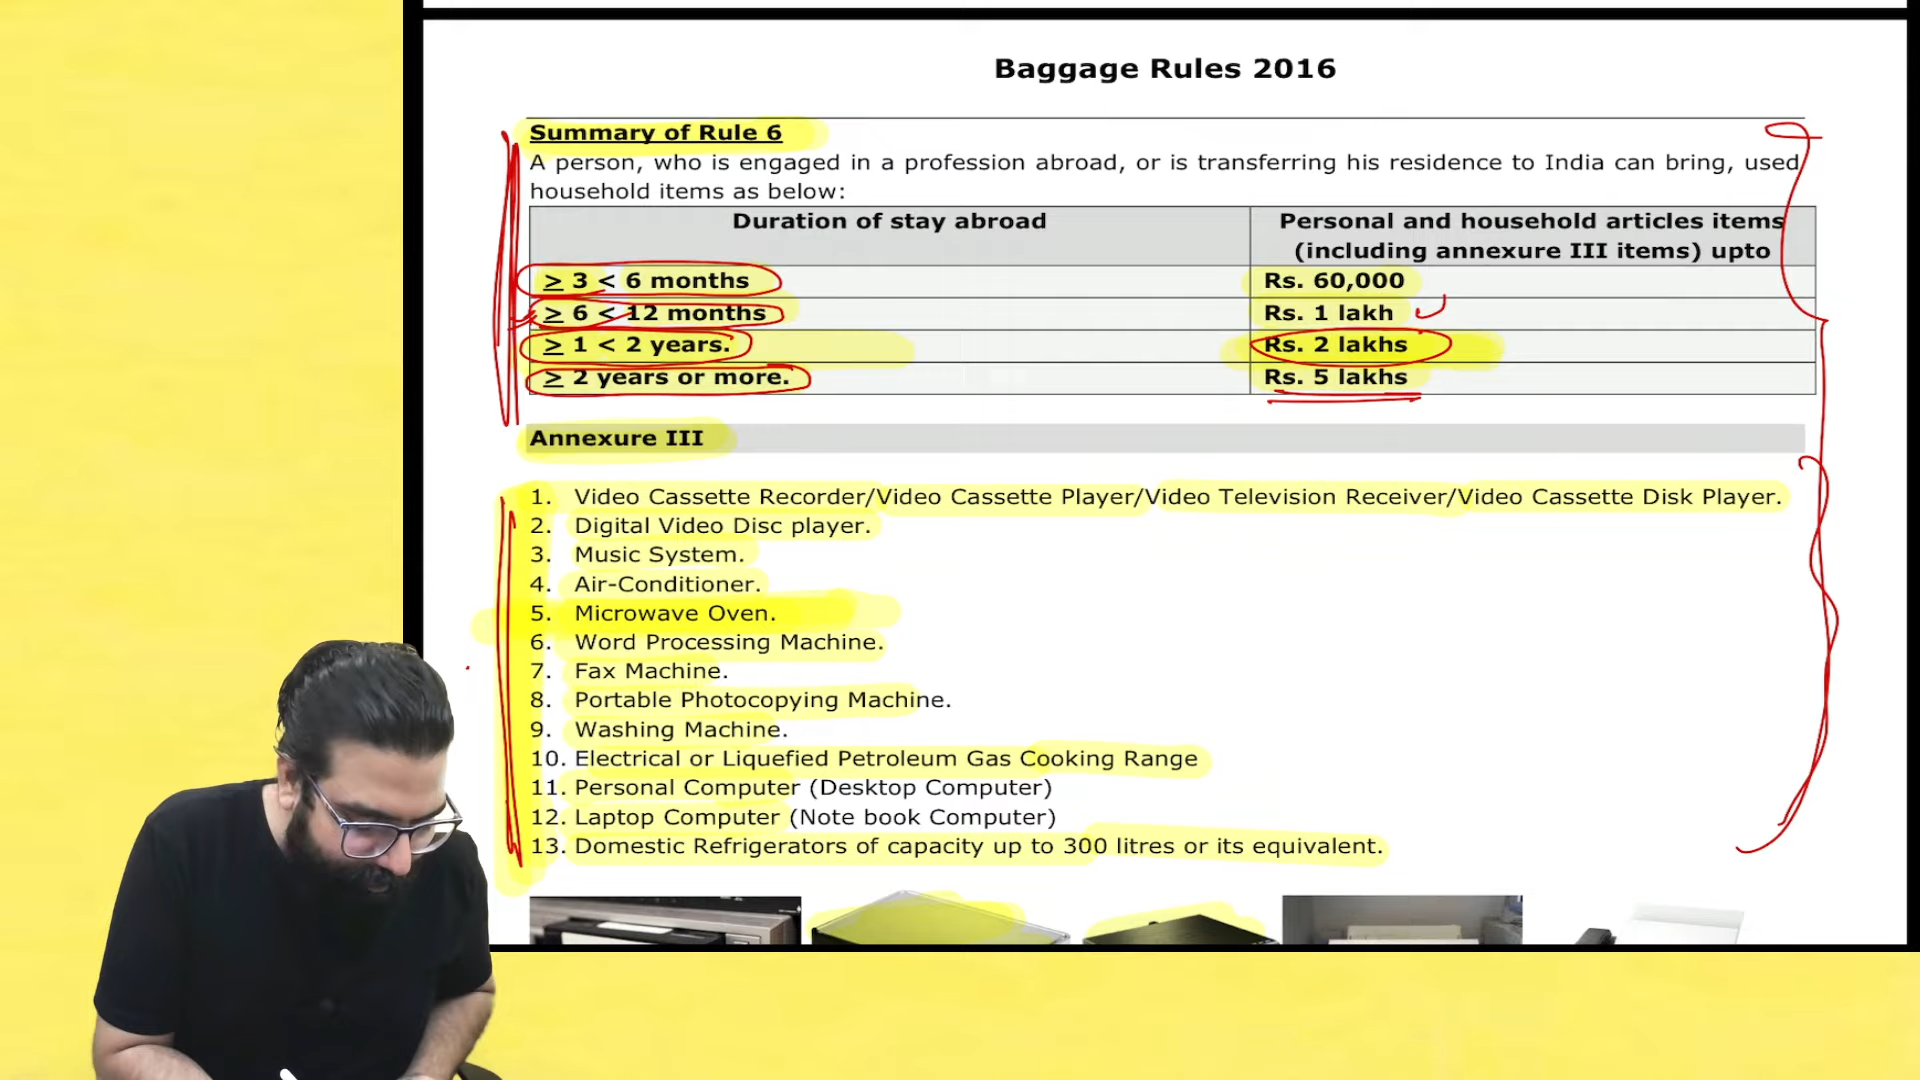 Baggage Rules 2016
Summary of Rule 6
A person, who is engaged in a profession abroad, or is transferring his residence to India can bring, used
household items as below:
Duration of stay abroad
Personal and household articles items
(including annexure III items) upto
≥ 3 < 6 months
Rs. 60,000
≥ 6 < 12 months
Rs. 1 lakh
≥ 1 < 2 years.
Rs. 2 lakhs
≥ 2 years or more.
Rs. 5 lakhs
Annexure III
1. Video Cassette Recorder/Video Cassette Player/Video Television Receiver/Video Cassette Disk Player.
2. Digital Video Disc player.
3. Music System.
4. Air-Conditioner.
5. Microwave Oven.
6. Word Processing Machine.
7. Fax Machine.
8. Portable Photocopying Machine.
9. Washing Machine.
10. Electrical or Liquefied Petroleum Gas Cooking Range
11. Personal Computer (Desktop Computer)
12. Laptop Computer (Note book Computer)
13. Domestic Refrigerators of capacity up to 300 litres or its equivalent.